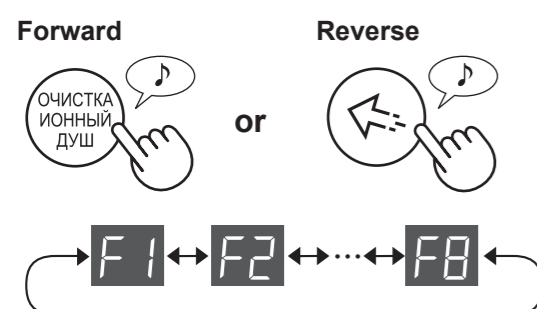 Forward
Reverse
ОЧИСТКА
ИОННЫЙ
ДУШ
or
F1 F2 ... F8